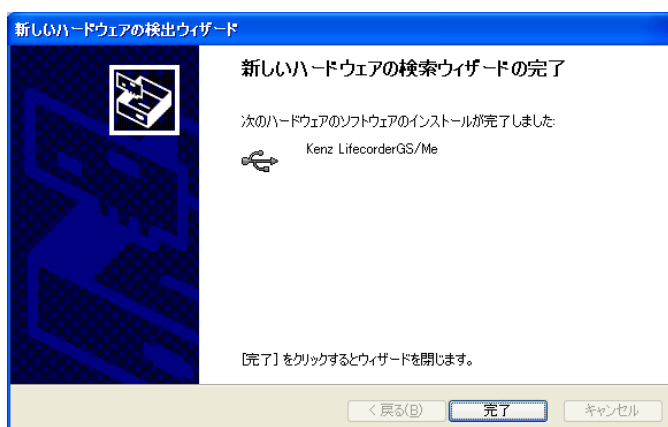 新しいハードウェアの検出ウィザード
新しいハードウェアの検索ウィザードの完了
次のハードウェアのソフトウェアのインストールが完了しました:
Kenz LifecorderGS/Me
[完了] をクリックするとウィザードを閉じます。
< 戻る(B) 完了 キャンセル